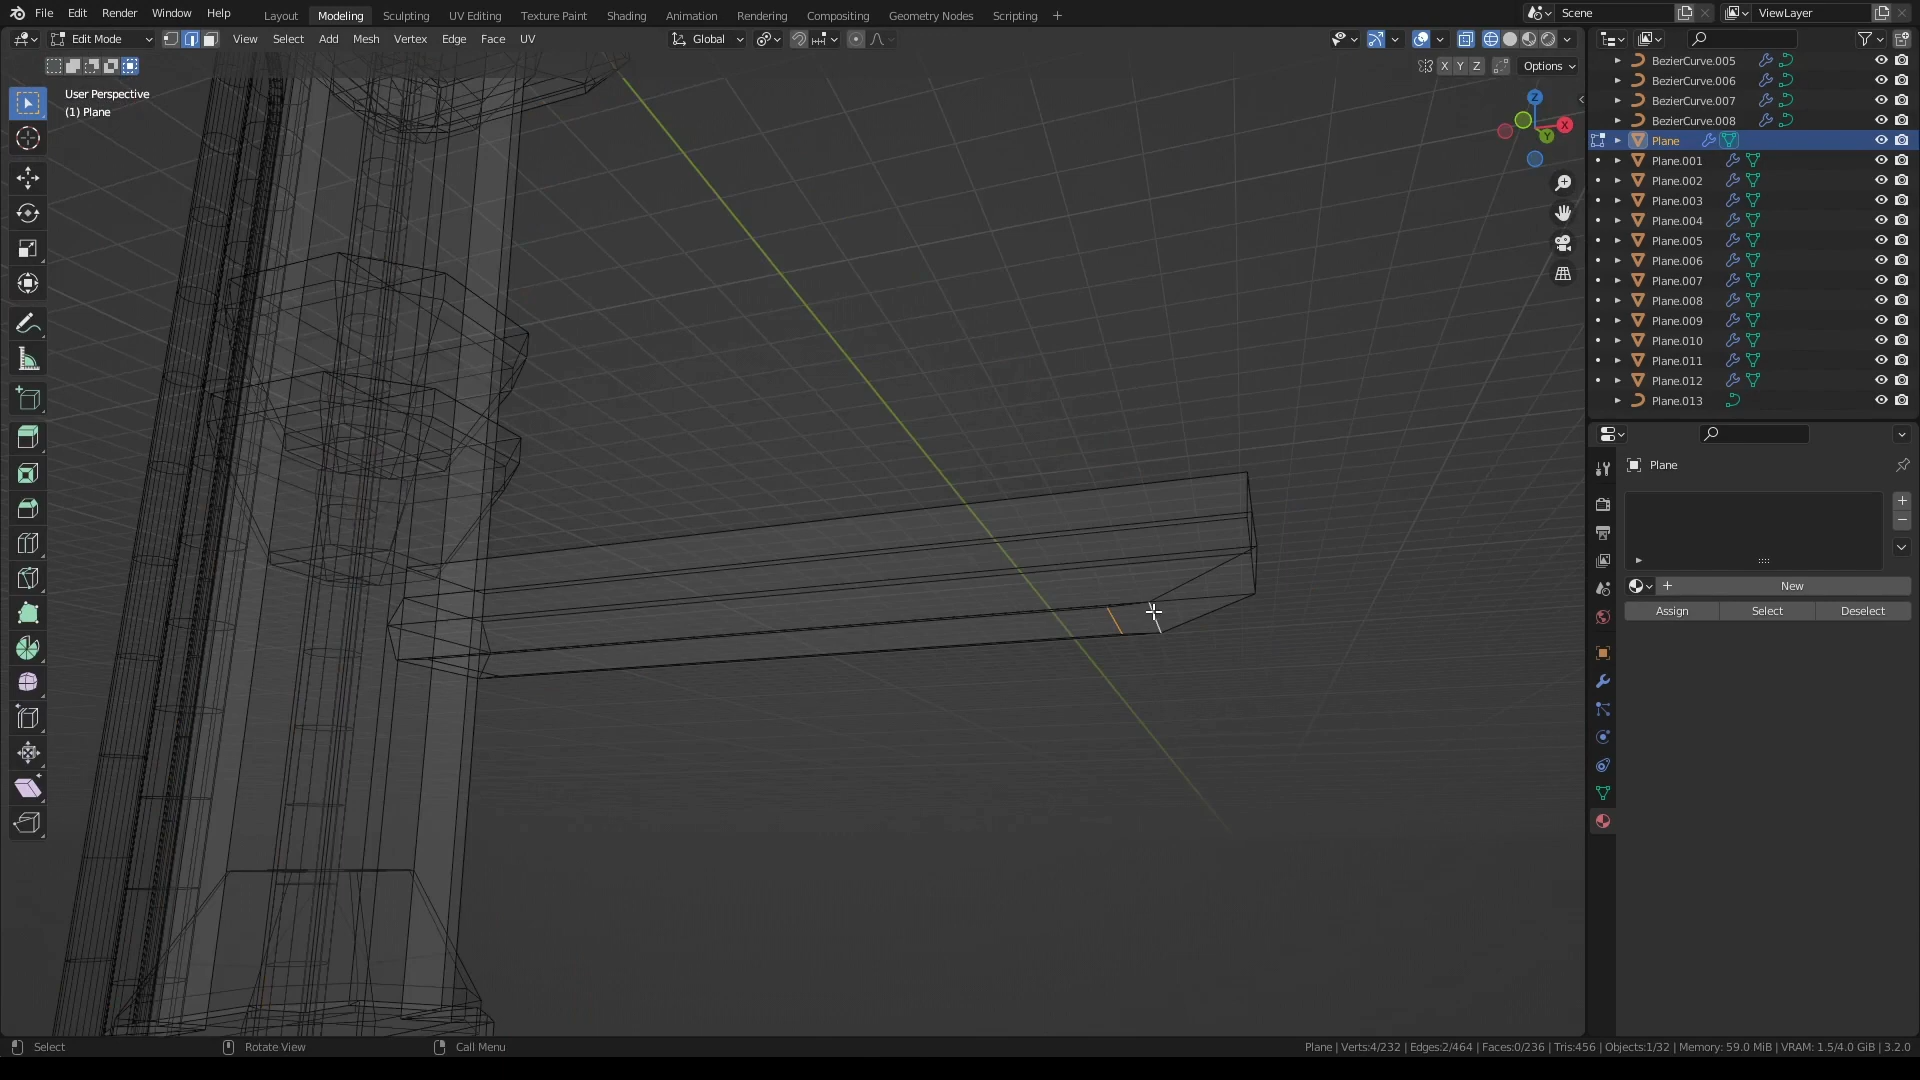 File Edit Render Window Help Layout Modeling Sculpting UV Editing Texture Paint Shading Animation Rendering Compositing Geometry Nodes Scripting + Scene ViewLayer
Edit Mode View Select Add Mesh Vertex Edge Face UV Global
X Y Z Options
User Perspective
(1) Plane
Z
X
Y
BezierCurve.005
BezierCurve.006
BezierCurve.007
BezierCurve.008
Plane
Plane.001
Plane.002
Plane.003
Plane.004
Plane.005
Plane.006
Plane.007
Plane.008
Plane.009
Plane.010
Plane.011
Plane.012
Plane.013
Plane
New
Assign Select Deselect
Select Rotate View Call Menu Plane | Verts:4/232 | Edges:2/464 | Faces:0/236 | Tris:456 | Objects:1/32 | Memory: 59.0 MiB | VRAM: 1.5/4.0 GiB | 3.2.0